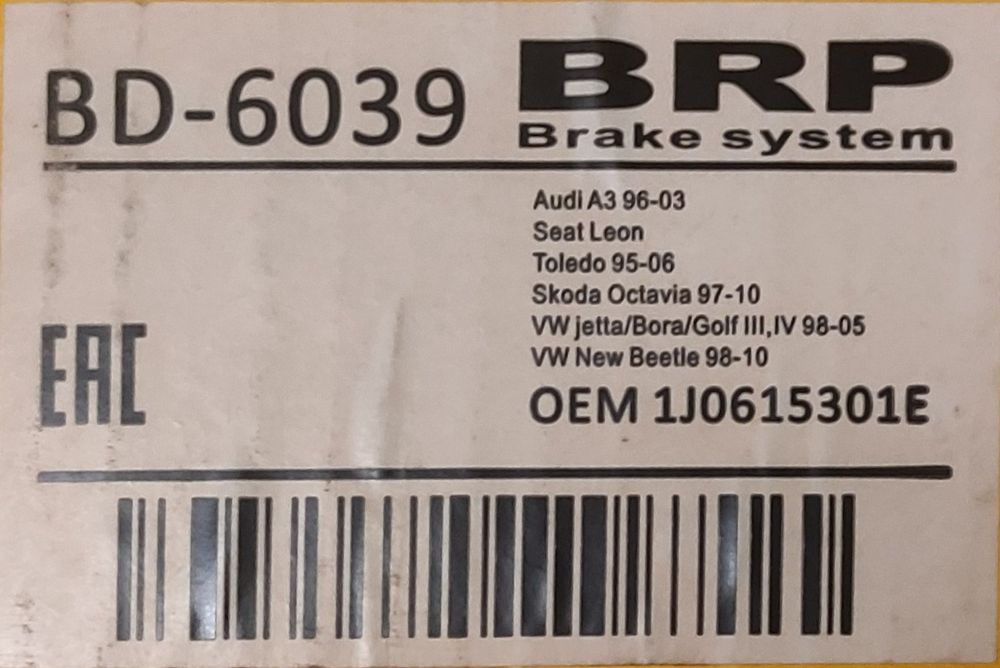 BD-6039
BRP
Brake system
Audi A3 96-03
Seat Leon
Toledo 95-06
Skoda Octavia 97-10
VW jetta/Bora/Golf III,IV 98-05
VW New Beetle 98-10
EAC
OEM 1J0615301E